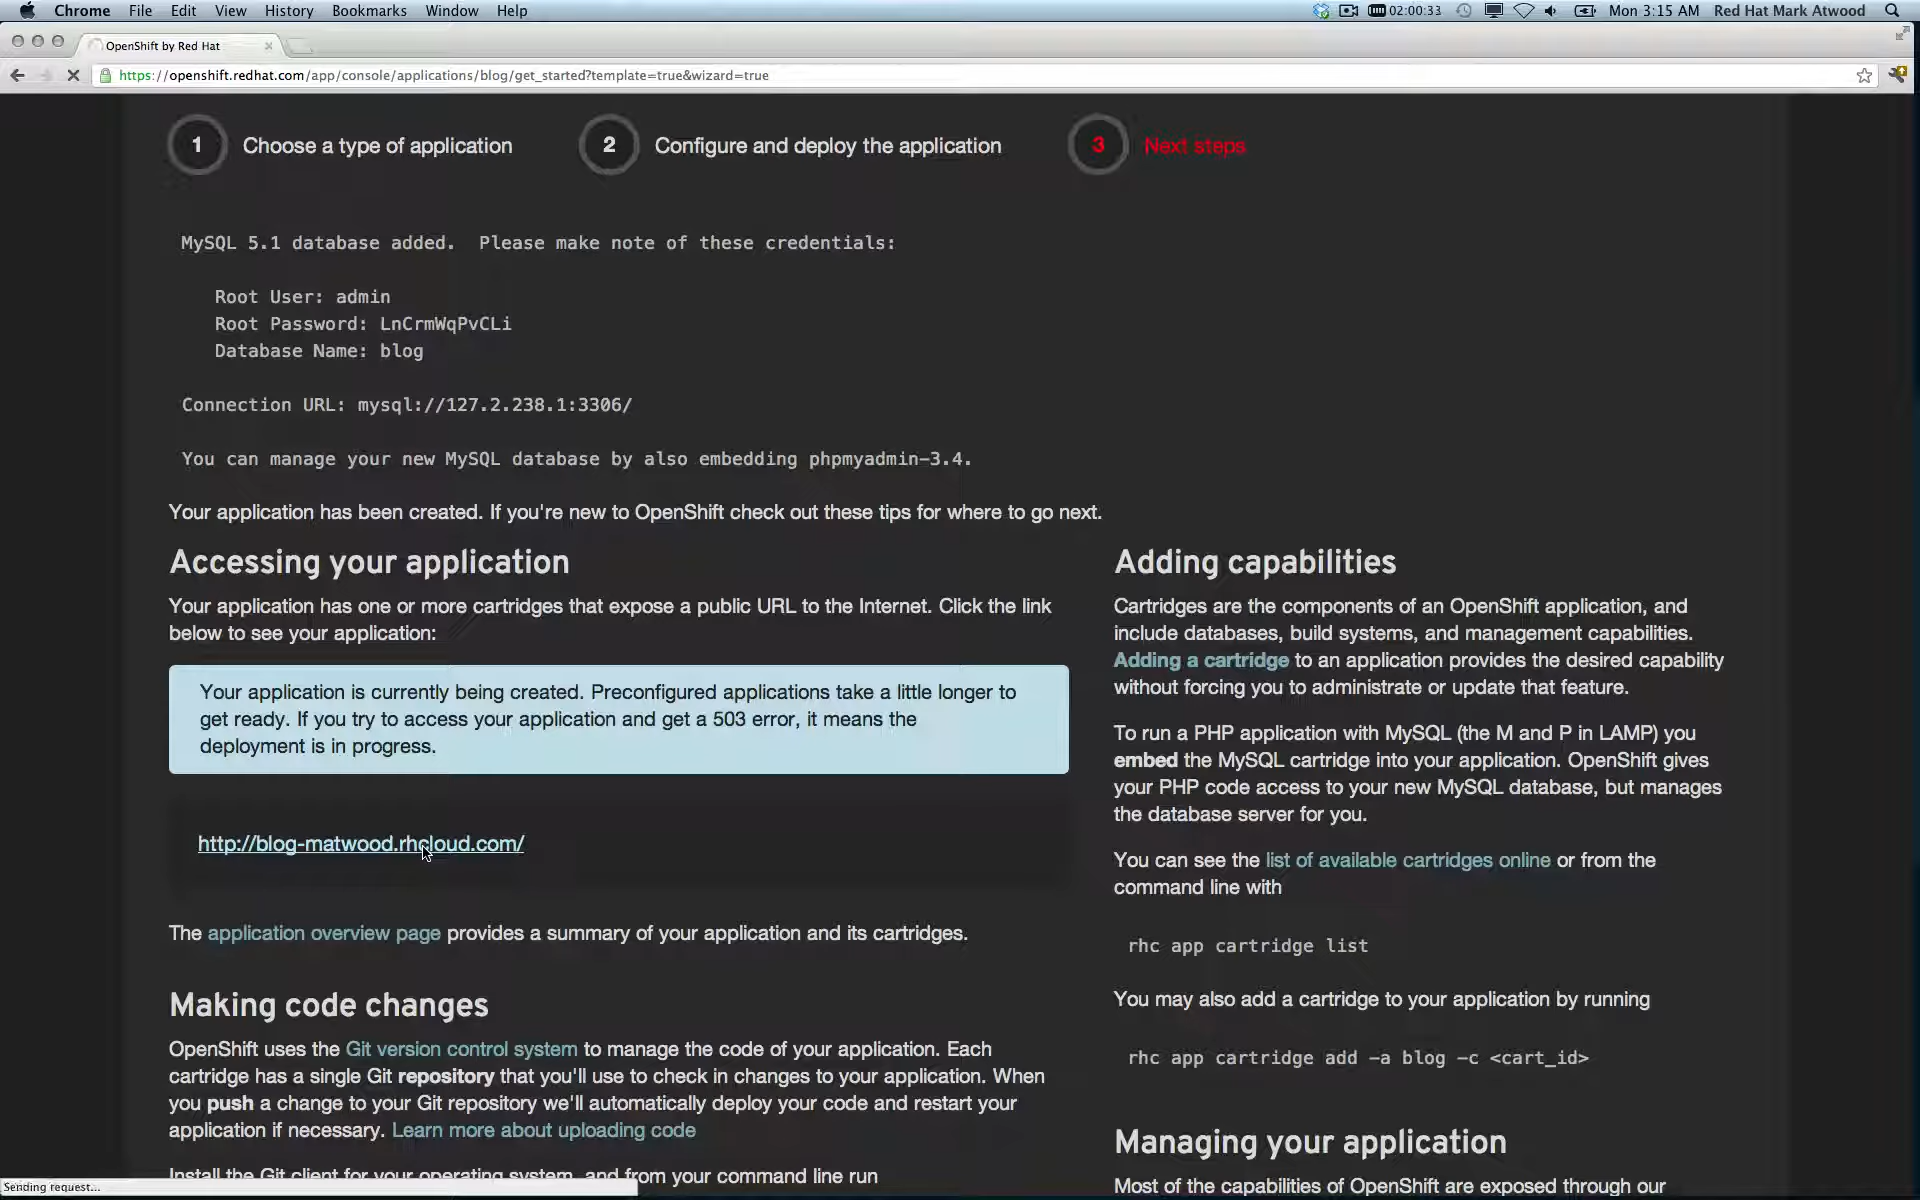 Chrome File Edit View History Bookmarks Window Help 02:00:33 Mon 3:15 AM Red Hat Mark Atwood
OpenShift by Red Hat
https://openshift.redhat.com/app/console/applications/blog/get_started?template=true&wizard=true
1 Choose a type of application 2 Configure and deploy the application 3 Next steps
MySQL 5.1 database added. Please make note of these credentials:
Root User: admin
Root Password: LnCrmWqPvCLi
Database Name: blog
Connection URL: mysql://127.2.238.1:3306/
You can manage your new MySQL database by also embedding phpmyadmin-3.4.
Your application has been created. If you're new to OpenShift check out these tips for where to go next.
Accessing your application
Your application has one or more cartridges that expose a public URL to the Internet. Click the link
below to see your application:
Your application is currently being created. Preconfigured applications take a little longer to
get ready. If you try to access your application and get a 503 error, it means the
deployment is in progress.
http://blog-matwood.rhcloud.com/
The application overview page provides a summary of your application and its cartridges.
Making code changes
OpenShift uses the Git version control system to manage the code of your application. Each
cartridge has a single Git repository that you'll use to check in changes to your application. When
you push a change to your Git repository we'll automatically deploy your code and restart your
application if necessary. Learn more about uploading code
Install the Git client for your operating system, and from your command line run
Adding capabilities
Cartridges are the components of an OpenShift application, and
include databases, build systems, and management capabilities.
Adding a cartridge to an application provides the desired capability
without forcing you to administrate or update that feature.
To run a PHP application with MySQL (the M and P in LAMP) you
embed the MySQL cartridge into your application. OpenShift gives
your PHP code access to your new MySQL database, but manages
the database server for you.
You can see the list of available cartridges online or from the
command line with
rhc app cartridge list
You may also add a cartridge to your application by running
rhc app cartridge add -a blog -c <cart_id>
Managing your application
Most of the capabilities of OpenShift are exposed through our
Sending request...